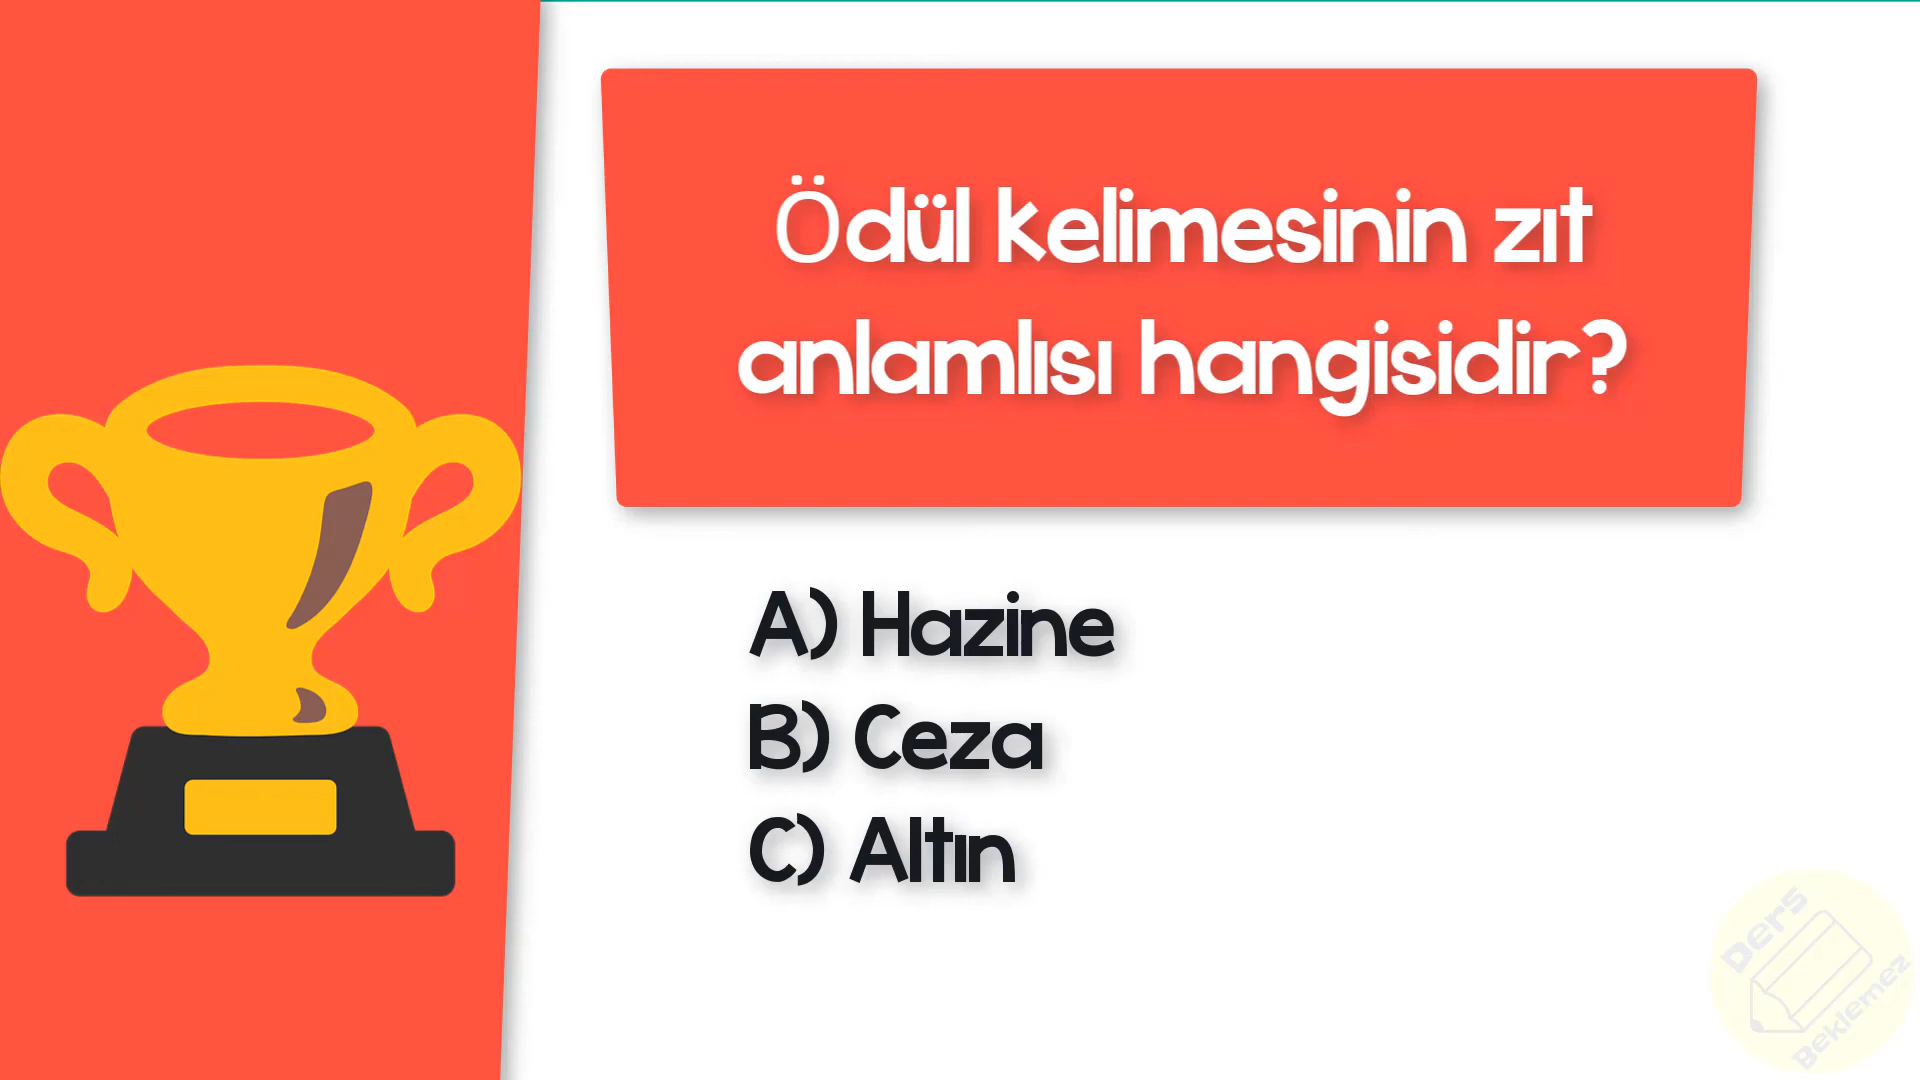 Ödül kelimesinin zıt
anlamlısı hangisidir?
A) Hazine
B) Ceza
C) Altın
Ders
Beklemez